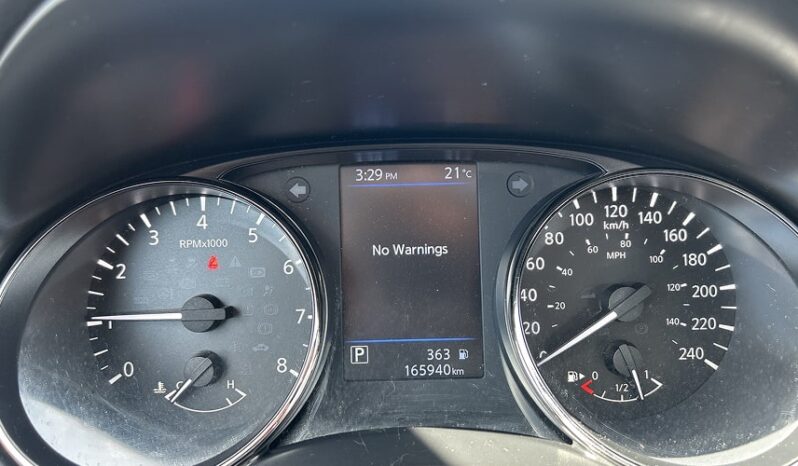 3:29 PM 21°C
No Warnings
P 363
165940 km
0 1 2 3 4 5 6 7 8
RPMx1000
C H
0 20 40 60 80 100 120 140 160 180 200 220 240
km/h
20 40 60 80 100 120 140
MPH
0 1/2 1